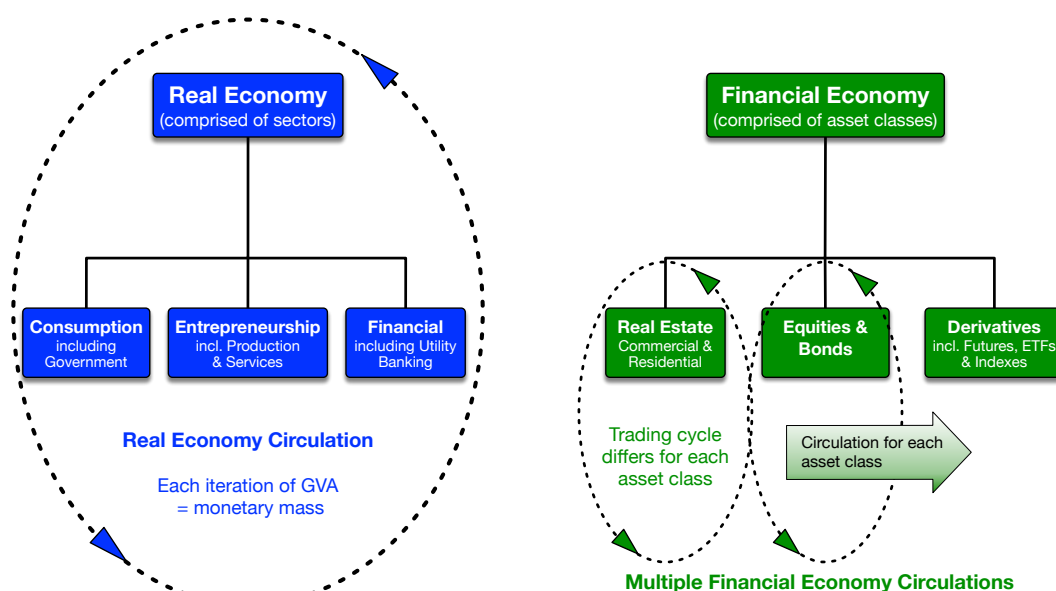 Real Economy
(comprised of sectors)
Consumption
including
Government
Entrepreneurship
incl. Production
& Services
Financial
including Utility
Banking
Real Economy Circulation
Each iteration of GVA
= monetary mass
Financial Economy
(comprised of asset classes)
Real Estate
Commercial &
Residential
Equities &
Bonds
Derivatives
incl. Futures, ETFs
& Indexes
Trading cycle
differs for each
asset class
Circulation for each
asset class
Multiple Financial Economy Circulations